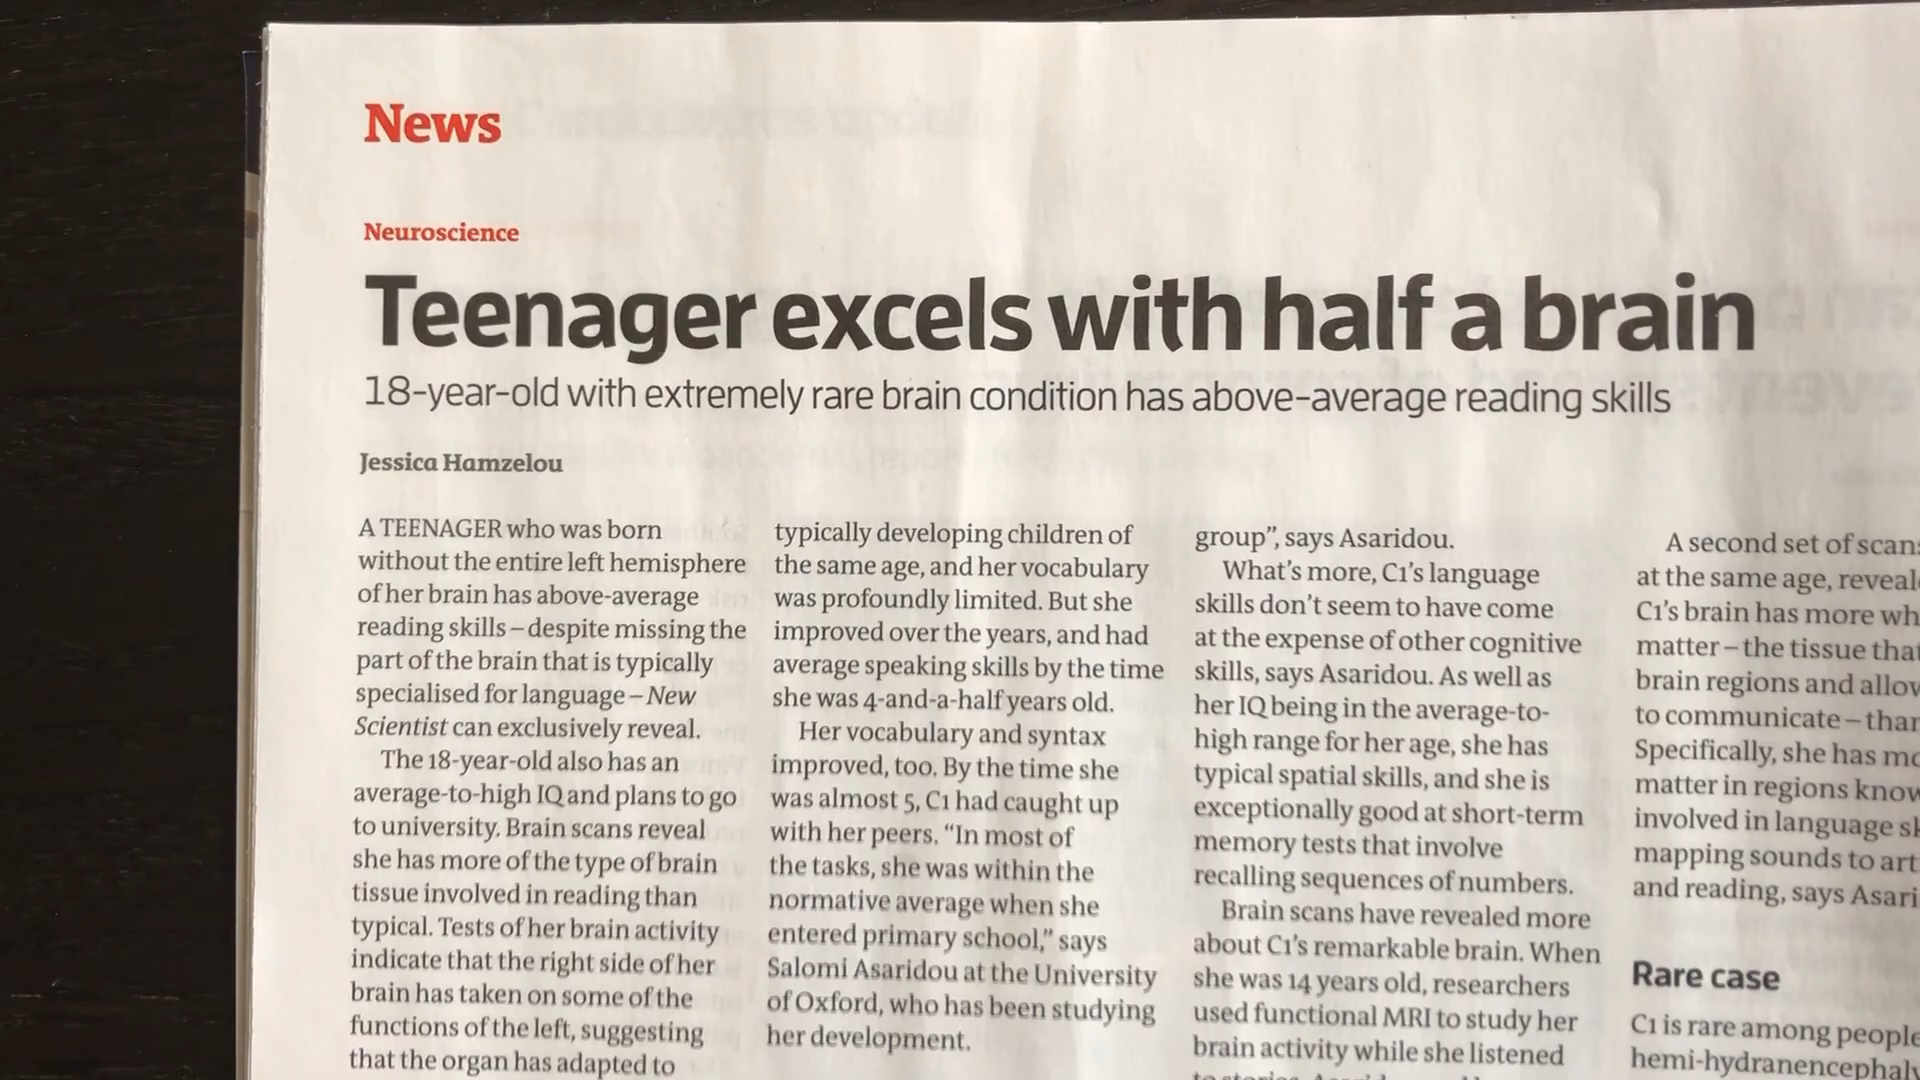 News
Neuroscience
Teenager excels with half a brain
18-year-old with extremely rare brain condition has above-average reading skills
Jessica Hamzelou
A TEENAGER who was born
without the entire left hemisphere
of her brain has above-average
reading skills – despite missing the
part of the brain that is typically
specialised for language – New
Scientist can exclusively reveal.
The 18-year-old also has an
average-to-high IQ and plans to go
to university. Brain scans reveal
she has more of the type of brain
tissue involved in reading than
typical. Tests of her brain activity
indicate that the right side of her
brain has taken on some of the
functions of the left, suggesting
that the organ has adapted to
typically developing children of
the same age, and her vocabulary
was profoundly limited. But she
improved over the years, and had
average speaking skills by the time
she was 4-and-a-half years old.
Her vocabulary and syntax
improved, too. By the time she
was almost 5, C1 had caught up
with her peers. “In most of
the tasks, she was within the
normative average when she
entered primary school,” says
Salomi Asaridou at the University
of Oxford, who has been studying
her development.
group”, says Asaridou.
What’s more, C1’s language
skills don’t seem to have come
at the expense of other cognitive
skills, says Asaridou. As well as
her IQ being in the average-to-
high range for her age, she has
typical spatial skills, and she is
exceptionally good at short-term
memory tests that involve
recalling sequences of numbers.
Brain scans have revealed more
about C1’s remarkable brain. When
she was 14 years old, researchers
used functional MRI to study her
brain activity while she listened
A second set of scans
at the same age,
C1’s brain has more
matter – the tissue that
brain regions and
to communicate –
Specifically, she has
matter in regions
involved in language
mapping sounds to
and reading, says
Rare case
C1 is rare among people